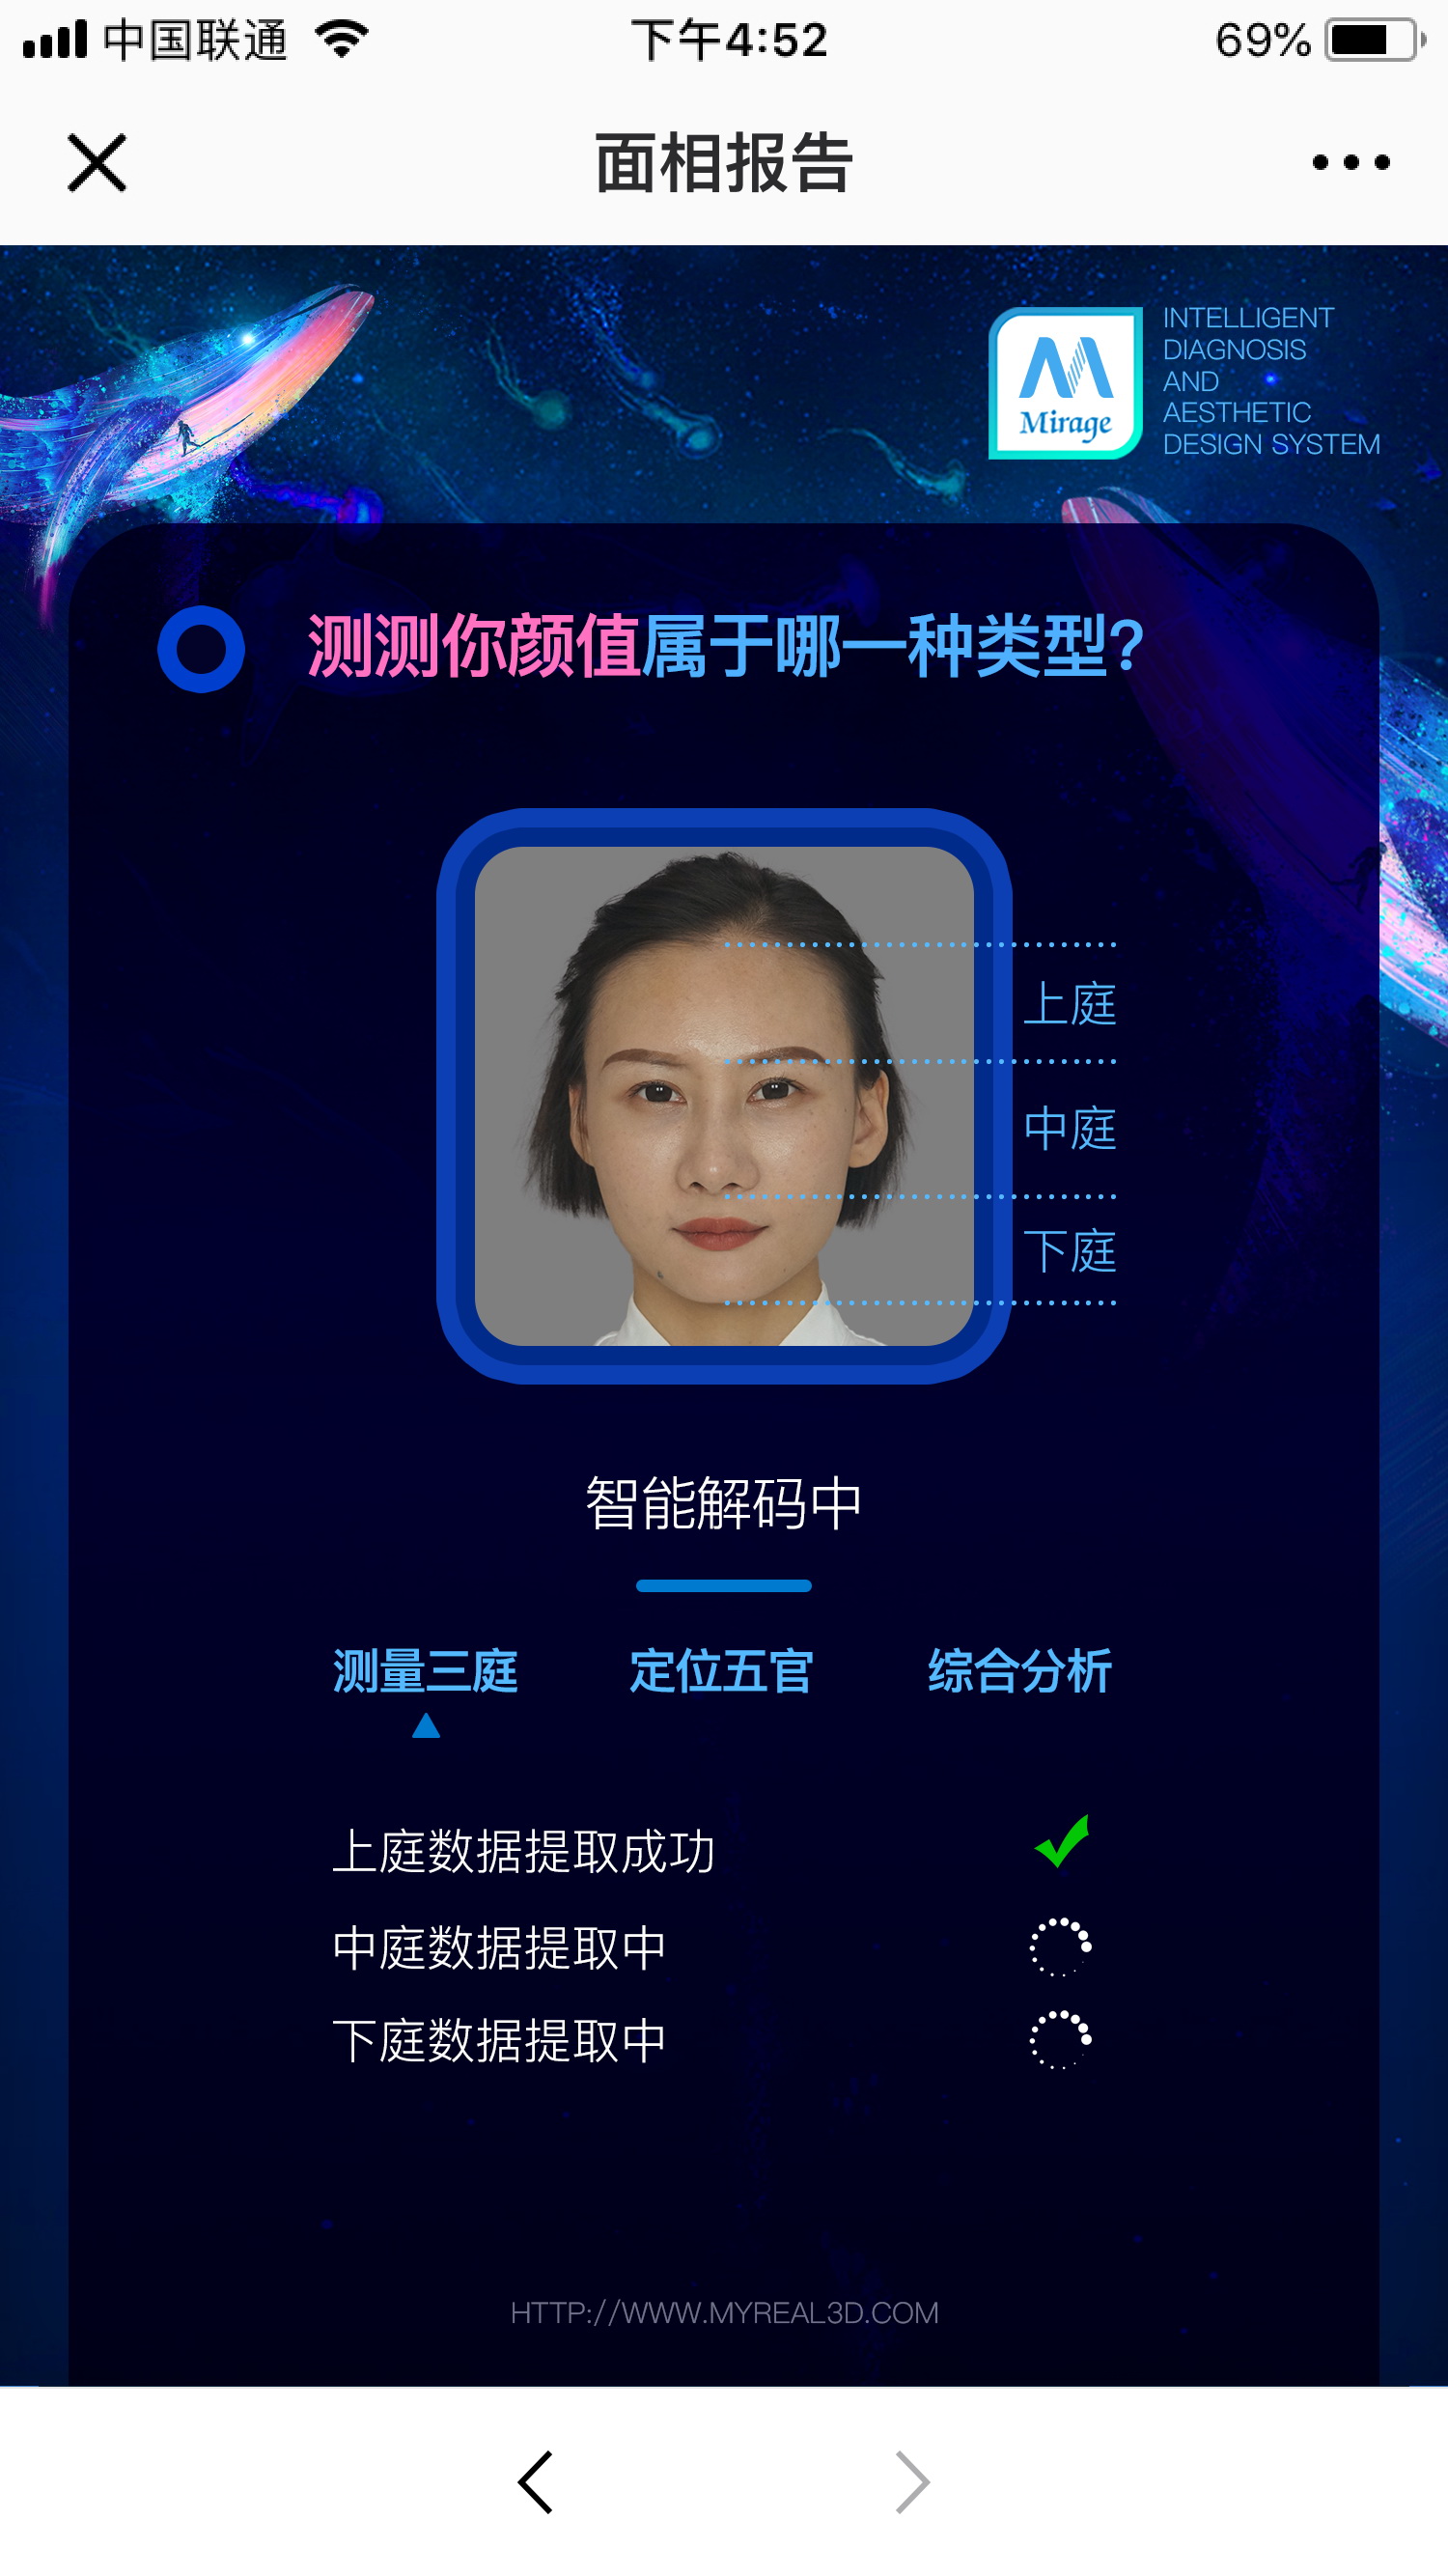 中国联通
下午4:52
69%
面相报告
Mirage
INTELLIGENT
DIAGNOSIS
AND
AESTHETIC
DESIGN SYSTEM
测测你颜值属于哪一种类型?
上庭
中庭
下庭
智能解码中
测量三庭 定位五官 综合分析
上庭数据提取成功
中庭数据提取中
下庭数据提取中
HTTP://WWW.MYREAL3D.COM